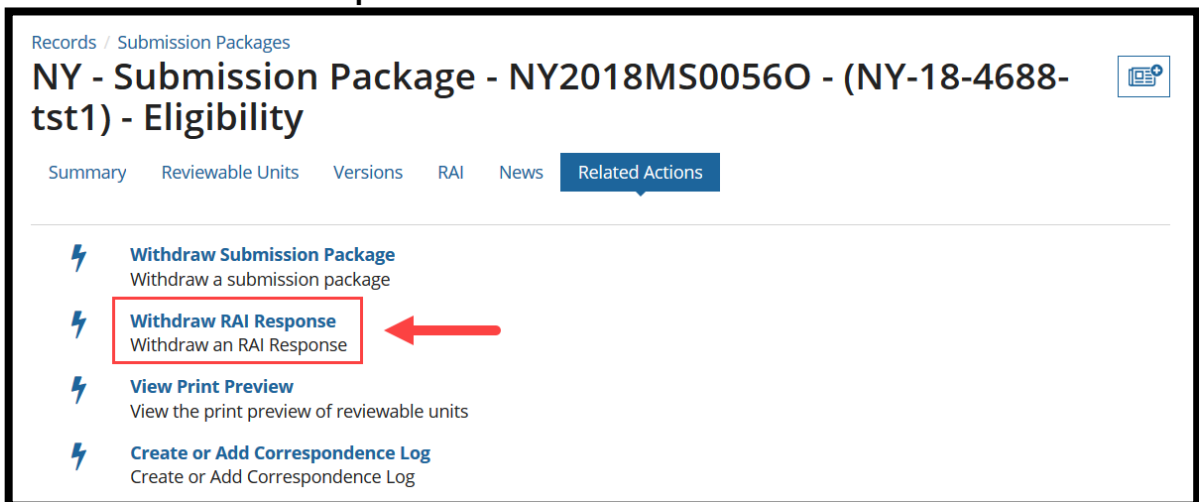 Records / Submission Packages
NY - Submission Package - NY2018MS0056O - (NY-18-4688-
tst1) - Eligibility
Summary Reviewable Units Versions RAI News Related Actions
Withdraw Submission Package
Withdraw a submission package
Withdraw RAI Response
Withdraw an RAI Response
View Print Preview
View the print preview of reviewable units
Create or Add Correspondence Log
Create or Add Correspondence Log